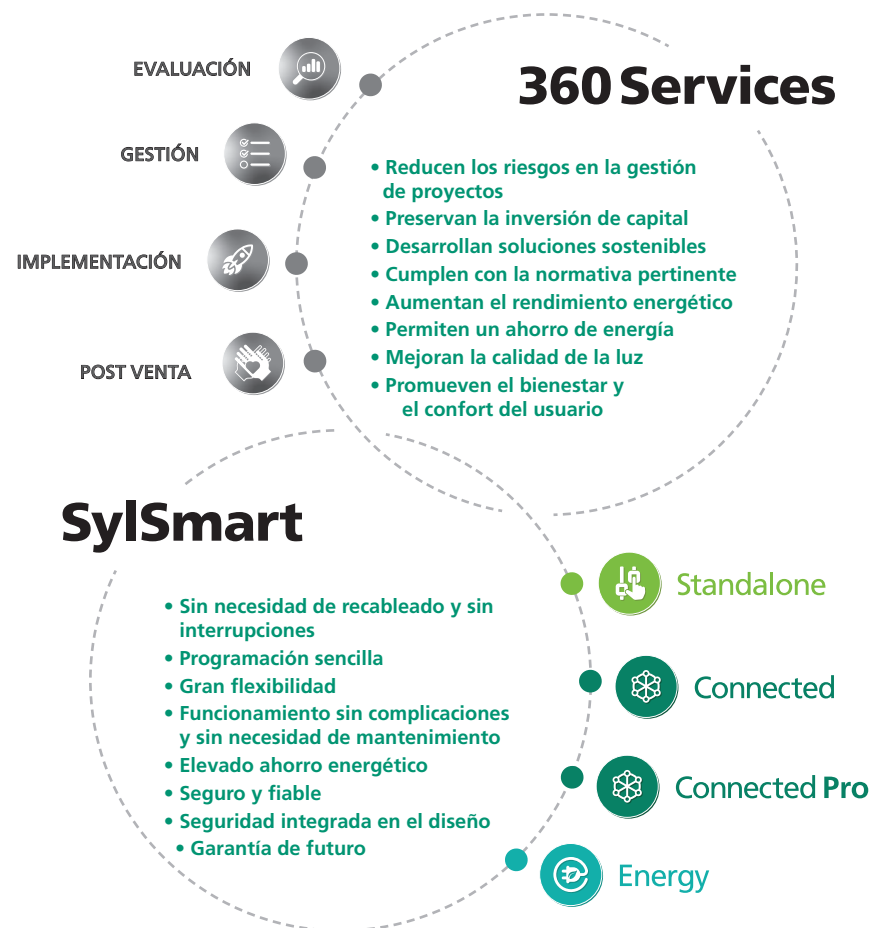 EVALUACIÓN
GESTIÓN
IMPLEMENTACIÓN
POST VENTA
360 Services
• Reducen los riesgos en la gestión
de proyectos
• Preservan la inversión de capital
• Desarrollan soluciones sostenibles
• Cumplen con la normativa pertinente
• Aumentan el rendimiento energético
• Permiten un ahorro de energía
• Mejoran la calidad de la luz
• Promueven el bienestar y
el confort del usuario
SylSmart
• Sin necesidad de recableado y sin
interrupciones
• Programación sencilla
• Gran flexibilidad
• Funcionamiento sin complicaciones
y sin necesidad de mantenimiento
• Elevado ahorro energético
• Seguro y fiable
• Seguridad integrada en el diseño
• Garantía de futuro
Standalone
Connected
Connected Pro
Energy